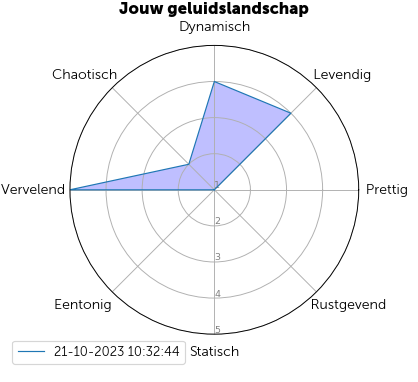 Jouw geluidslandschap
Dynamisch
Chaotisch
Levendig
Vervelend
1
Prettig
2
3
4
Eentonig
Rustgevend
5
21-10-2023 10:32:44
Statisch